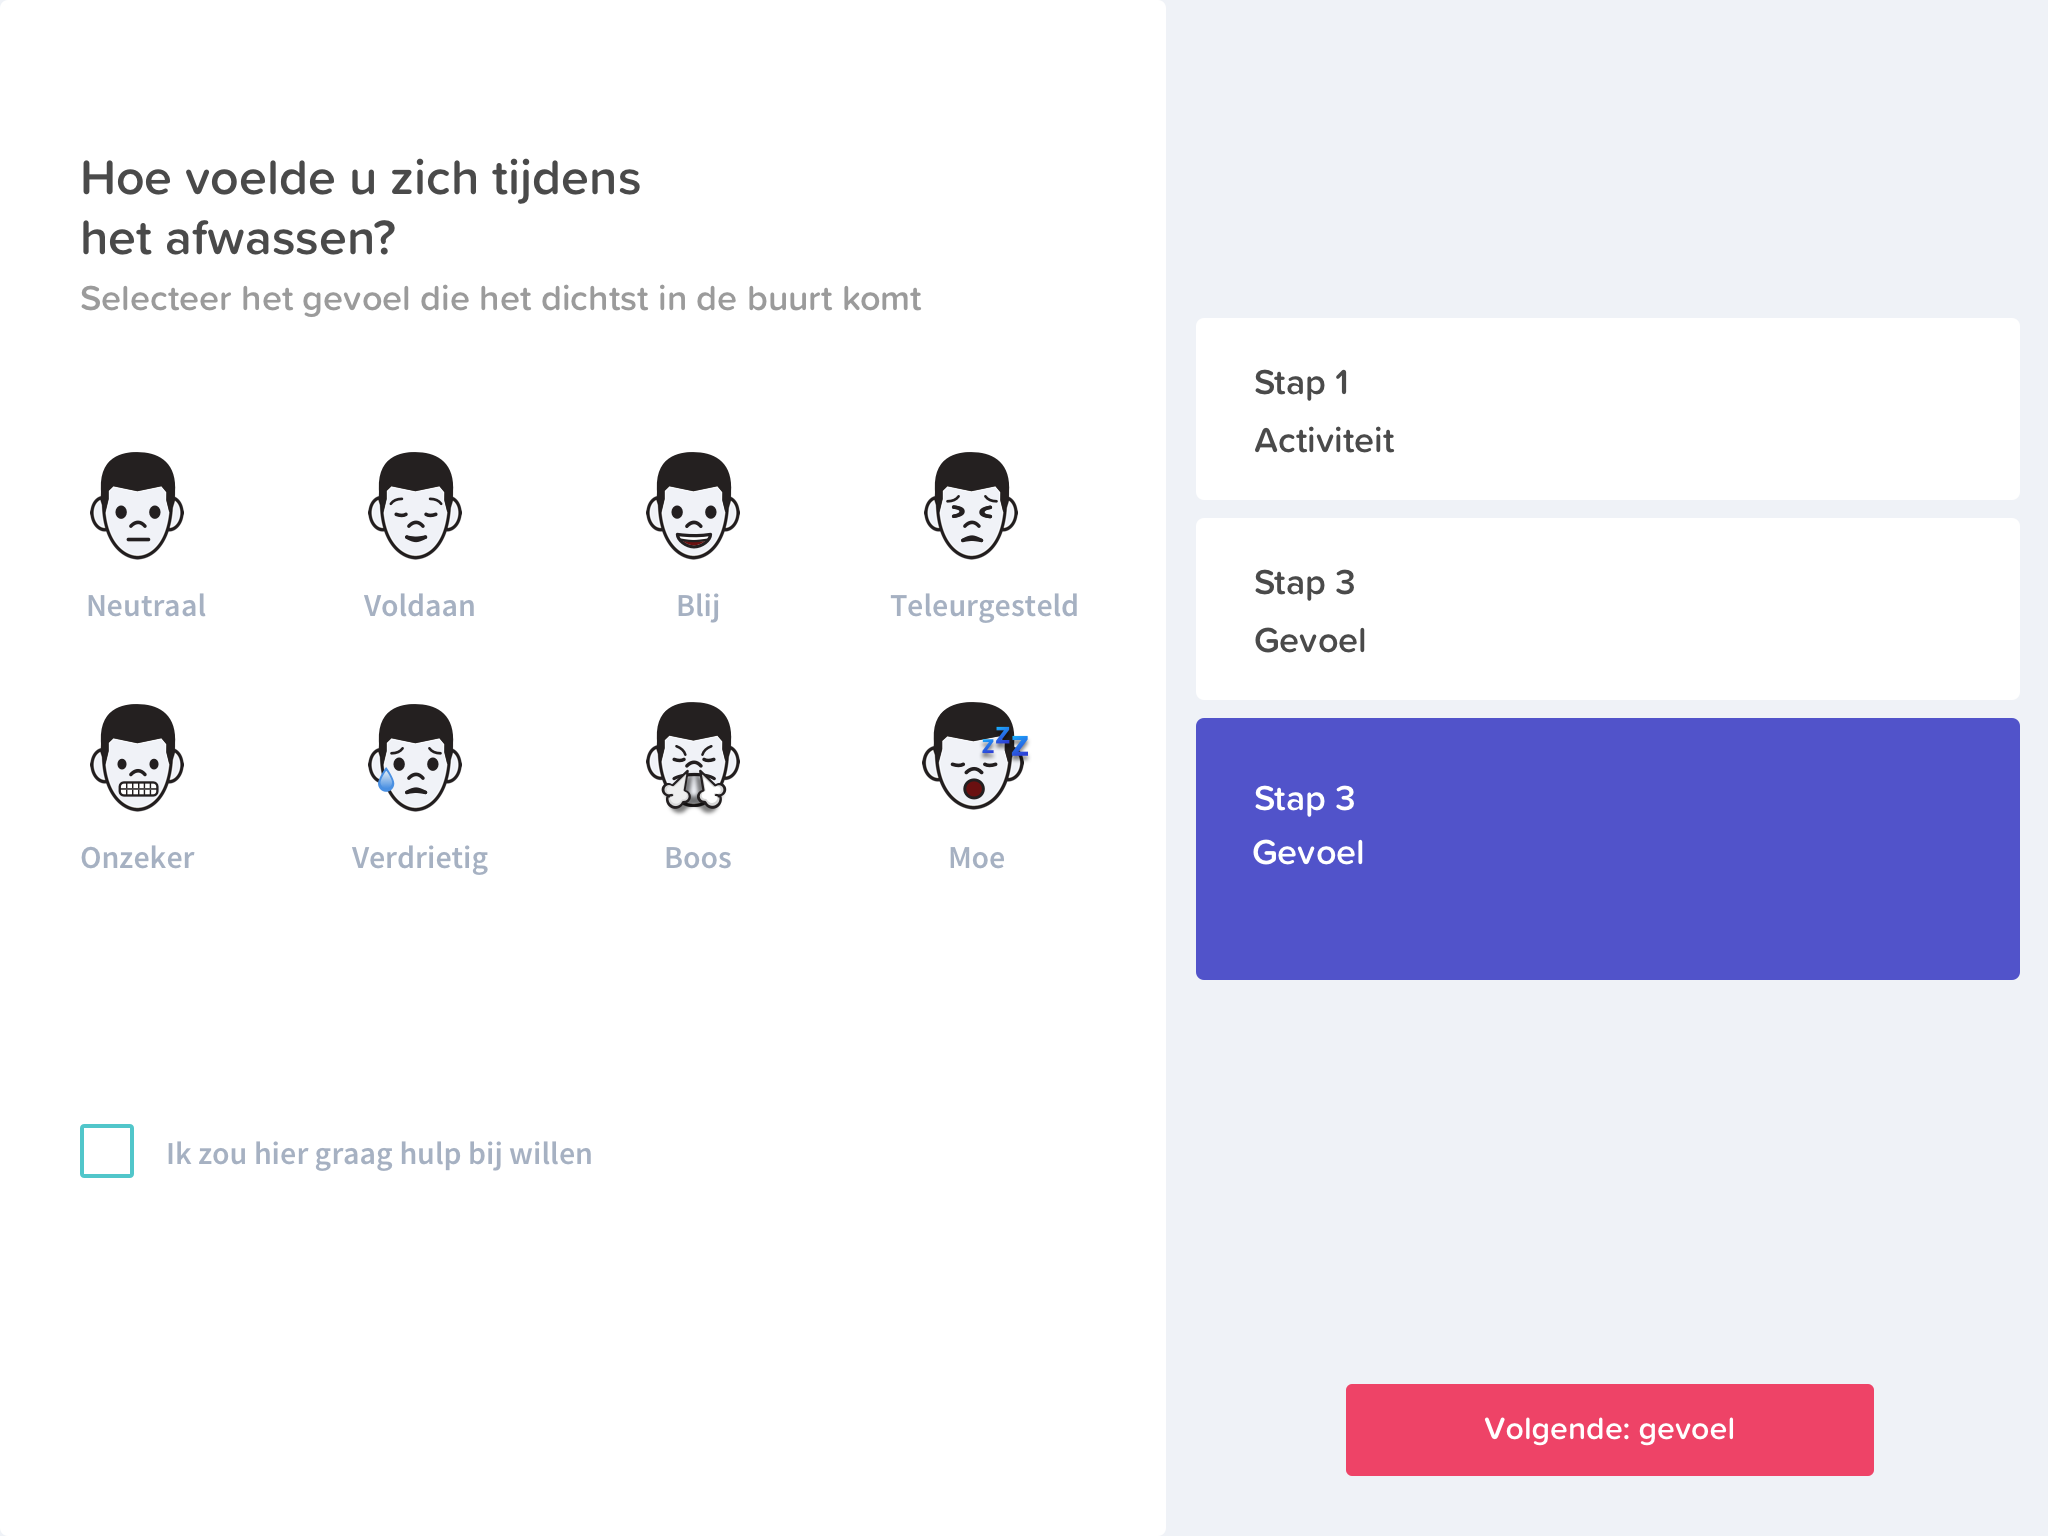 Hoe voelde u zich tijdens
het afwassen?
Selecteer het gevoel die het dichtst in de buurt komt
Neutraal
Voldaan
Blij
Teleurgesteld
zzz
Onzeker
Verdrietig
Boos
Moe
Ik zou hier graag hulp bij willen
Stap 1
Activiteit
Stap 3
Gevoel
Stap 3
Gevoel
Volgende: gevoel